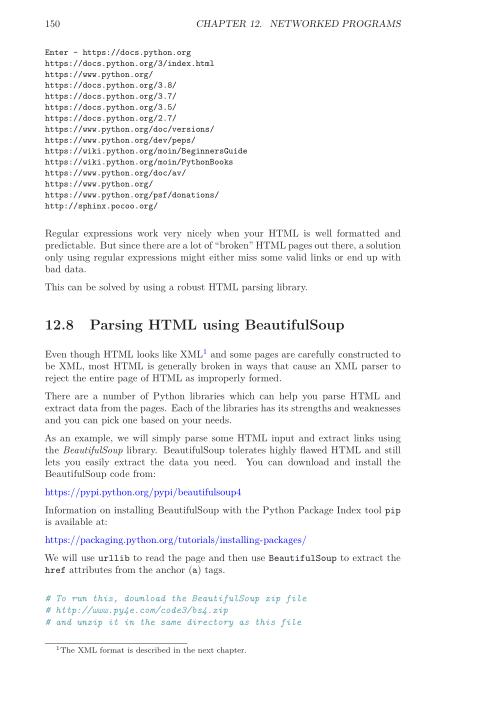 150 CHAPTER 12. NETWORKED PROGRAMS
Enter - https://docs.python.org
https://docs.python.org/3/index.html
https://www.python.org/
https://docs.python.org/3.8/
https://docs.python.org/3.7/
https://docs.python.org/3.5/
https://docs.python.org/2.7/
https://www.python.org/doc/versions/
https://www.python.org/dev/peps/
https://wiki.python.org/moin/BeginnersGuide
https://wiki.python.org/moin/PythonBooks
https://www.python.org/doc/av/
https://www.python.org/
https://www.python.org/psf/donations/
http://sphinx.pocoo.org/
Regular expressions work very nicely when your HTML is well formatted and
predictable. But since there are a lot of “broken” HTML pages out there, a solution
only using regular expressions might either miss some valid links or end up with
bad data.
This can be solved by using a robust HTML parsing library.
12.8 Parsing HTML using BeautifulSoup
Even though HTML looks like XML1 and some pages are carefully constructed to
be XML, most HTML is generally broken in ways that cause an XML parser to
reject the entire page of HTML as improperly formed.
There are a number of Python libraries which can help you parse HTML and
extract data from the pages. Each of the libraries has its strengths and weaknesses
and you can pick one based on your needs.
As an example, we will simply parse some HTML input and extract links using
the BeautifulSoup library. BeautifulSoup tolerates highly flawed HTML and still
lets you easily extract the data you need. You can download and install the
BeautifulSoup code from:
https://pypi.python.org/pypi/beautifulsoup4
Information on installing BeautifulSoup with the Python Package Index tool pip
is available at:
https://packaging.python.org/tutorials/installing-packages/
We will use urllib to read the page and then use BeautifulSoup to extract the
href attributes from the anchor (a) tags.
# To run this, download the BeautifulSoup zip file
# http://www.py4e.com/code3/bs4.zip
# and unzip it in the same directory as this file
1The XML format is described in the next chapter.